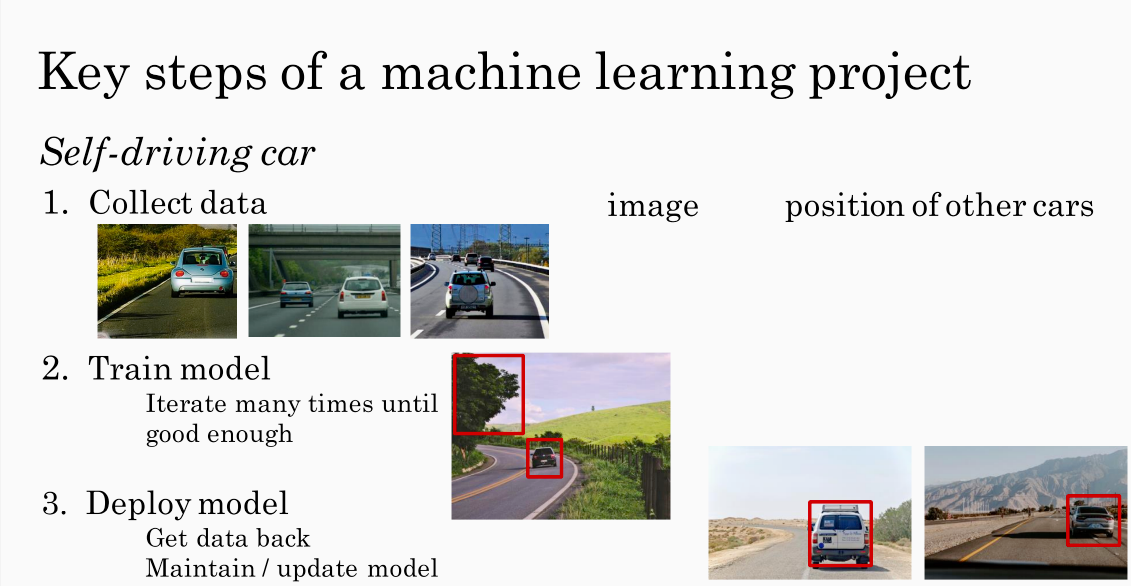 Key steps of a machine learning project
Self-driving car
1. Collect data
image
position of other cars
2. Train model
Iterate many times until
good enough
3. Deploy model
Get data back
Maintain / update model